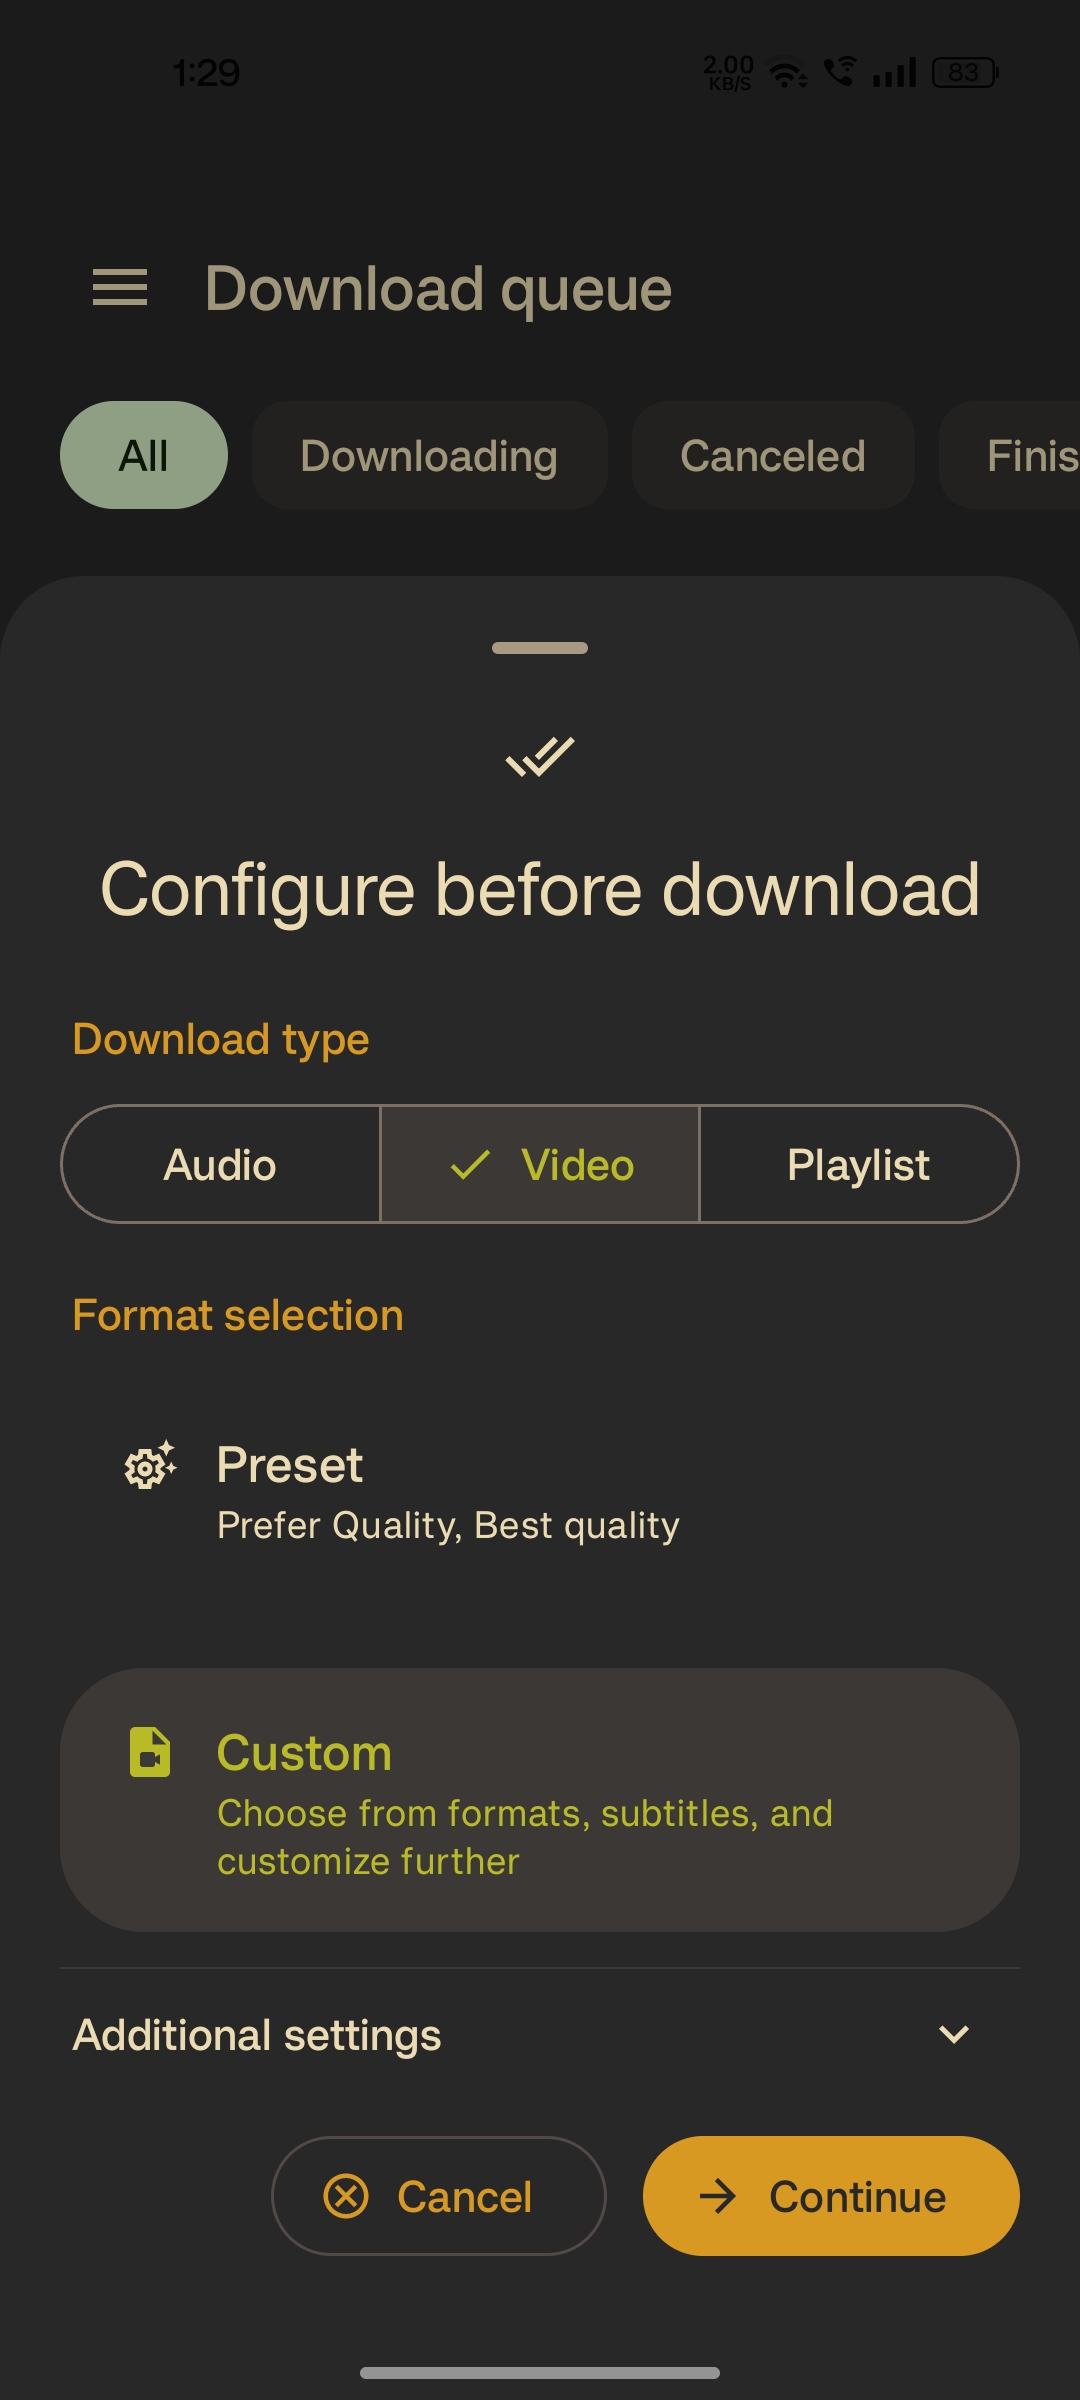 1:29
2.00
KB/S
83
Download queue
All
Downloading
Canceled
Finis
Configure before download
Download type
Audio
Video
Playlist
Format selection
Preset
Prefer Quality, Best quality
Custom
Choose from formats, subtitles, and
customize further
Additional settings
Cancel
Continue